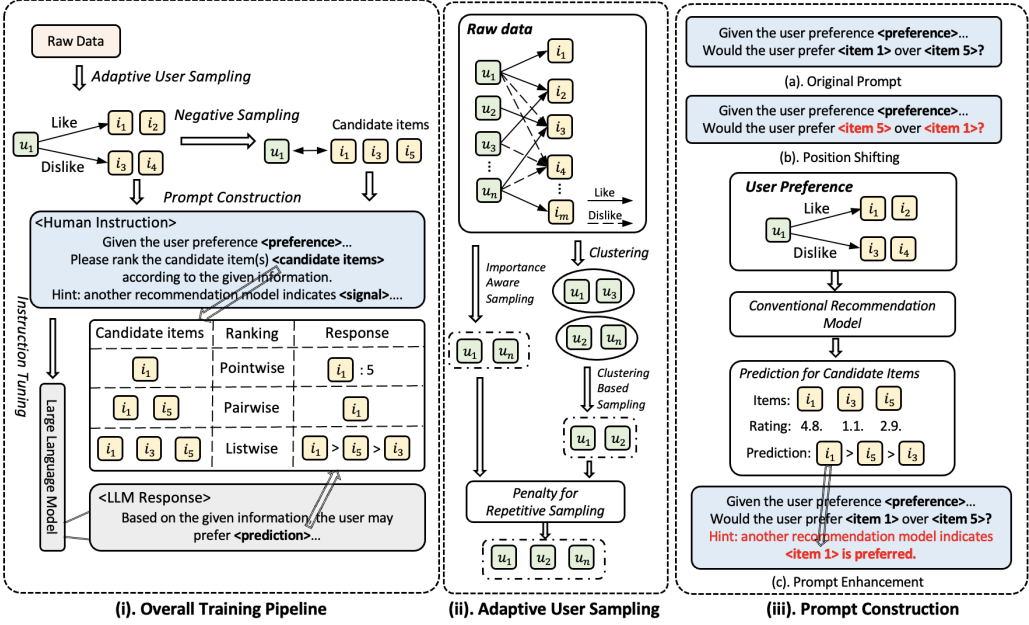 Raw Data
Adaptive User Sampling
Like
Dislike
u1
i1 i2
i3 i4
Negative Sampling
Candidate items
u1
i1 i3 i5
Prompt Construction
<Human Instruction>
Given the user preference <preference>...
Please rank the candidate item(s) <candidate items>
according to the given information.
Hint: another recommendation model indicates <signal>....
Instruction Tuning
Large Language Model
Candidate items Ranking Response
i1 Pointwise i1 : 5
i1 i5 Pairwise i1
i1 i3 i5 Listwise i1 > i5 > i3
<LLM Response>
Based on the given information, the user may
prefer <prediction>...
(i). Overall Training Pipeline
Raw data
u1
u2
u3
⋮
un
i1
i2
i3
i4
⋮
im
Like
Dislike
Importance
Aware
Sampling
u1 un
Clustering
u1 u3
u2 un
Clustering
Based
Sampling
u1 u2
Penalty for
Repetitive Sampling
u1 u2 un
(ii). Adaptive User Sampling
Given the user preference <preference>...
Would the user prefer <item 1> over <item 5>?
(a). Original Prompt
Given the user preference <preference>...
Would the user prefer <item 5> over <item 1>?
(b). Position Shifting
User Preference
Like
Dislike
u1
i1 i2
i3 i4
Conventional Recommendation
Model
Prediction for Candidate Items
Items: i1 i3 i5
Rating: 4.8. 1.1. 2.9.
Prediction: i1 > i5 > i3
Given the user preference <preference>...
Would the user prefer <item 1> over <item 5>?
Hint: another recommendation model indicates
<item 1> is preferred.
(c). Prompt Enhancement
(iii). Prompt Construction